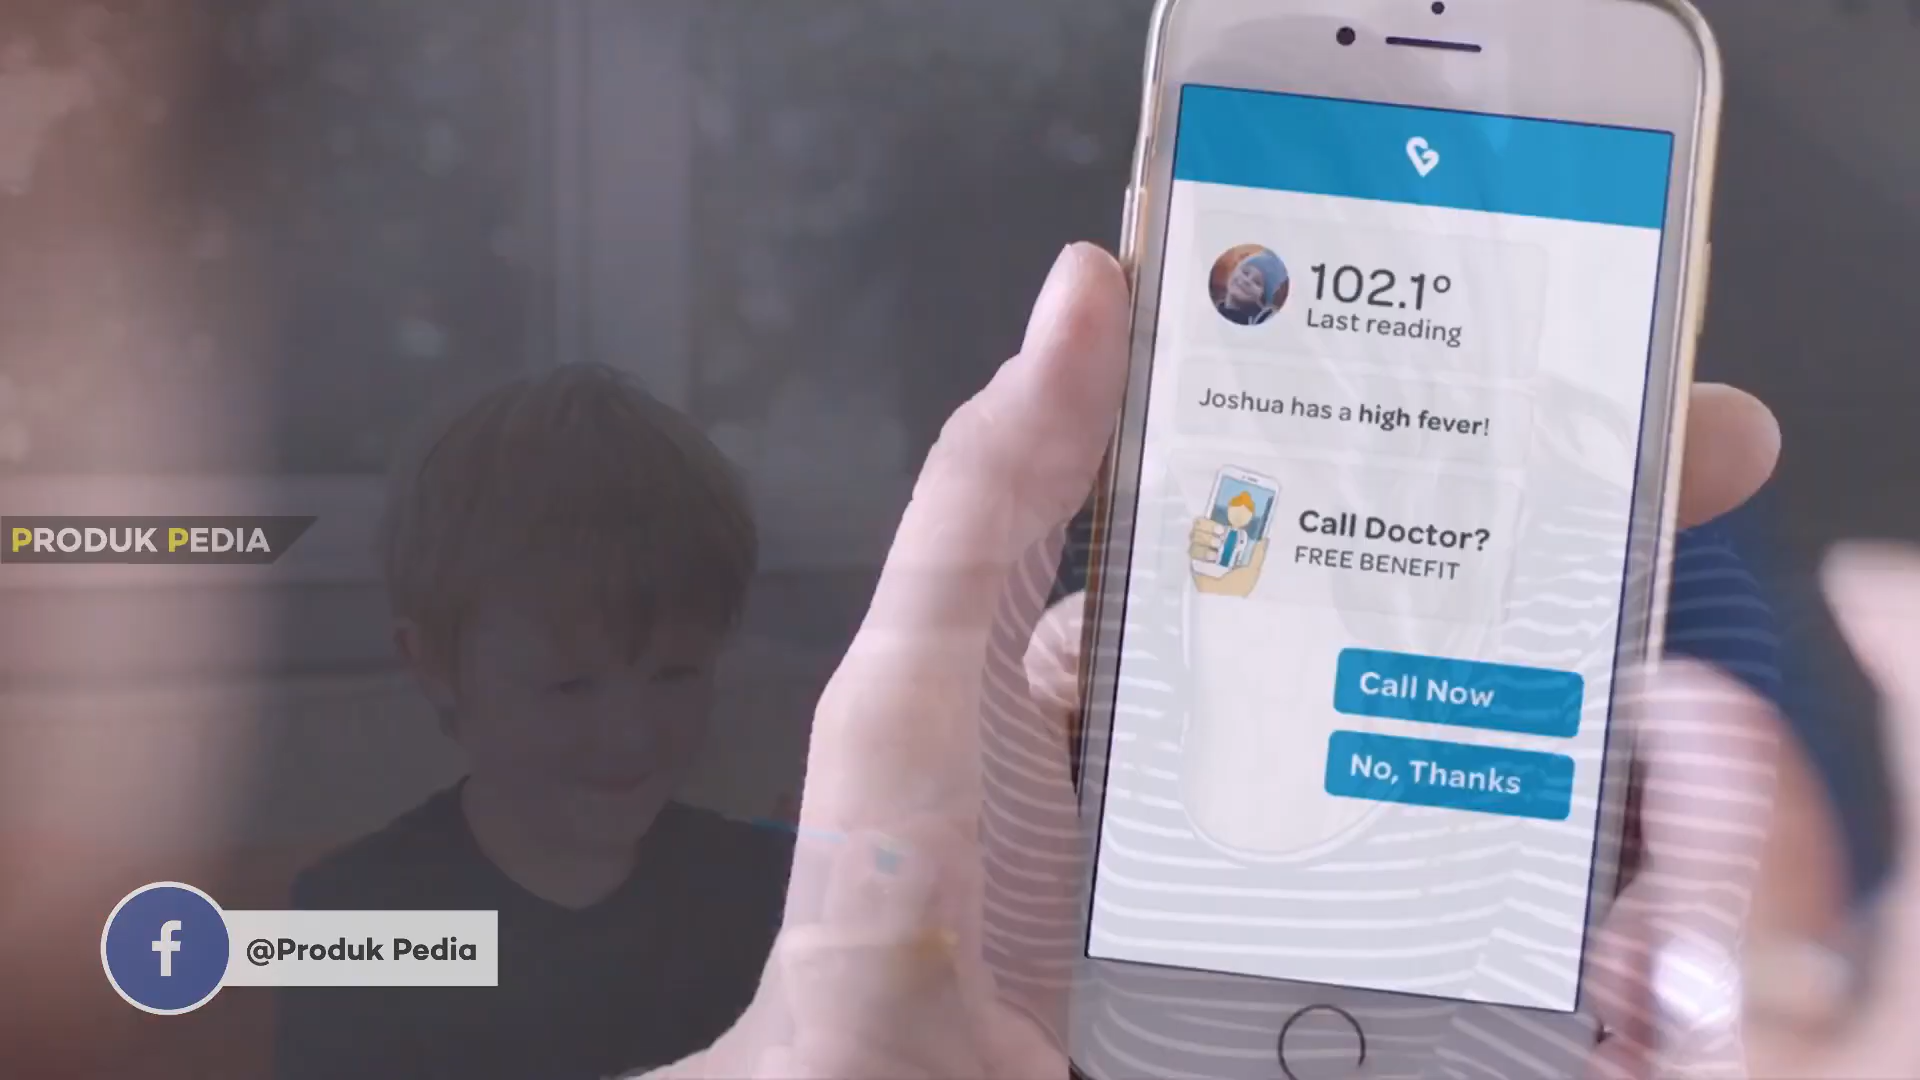 102.1°
Last reading
Joshua has a high fever!
Call Doctor?
FREE BENEFIT
Call Now
No, Thanks
PRODUK PEDIA
@Produk Pedia